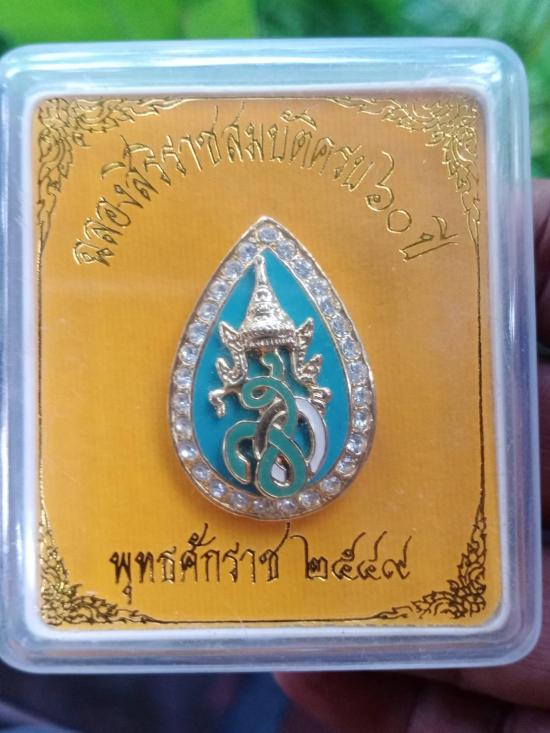 ฉลองสิริราชสมบัติครบ ๖๐ ปี
พุทธศักราช ๒๕๔๙